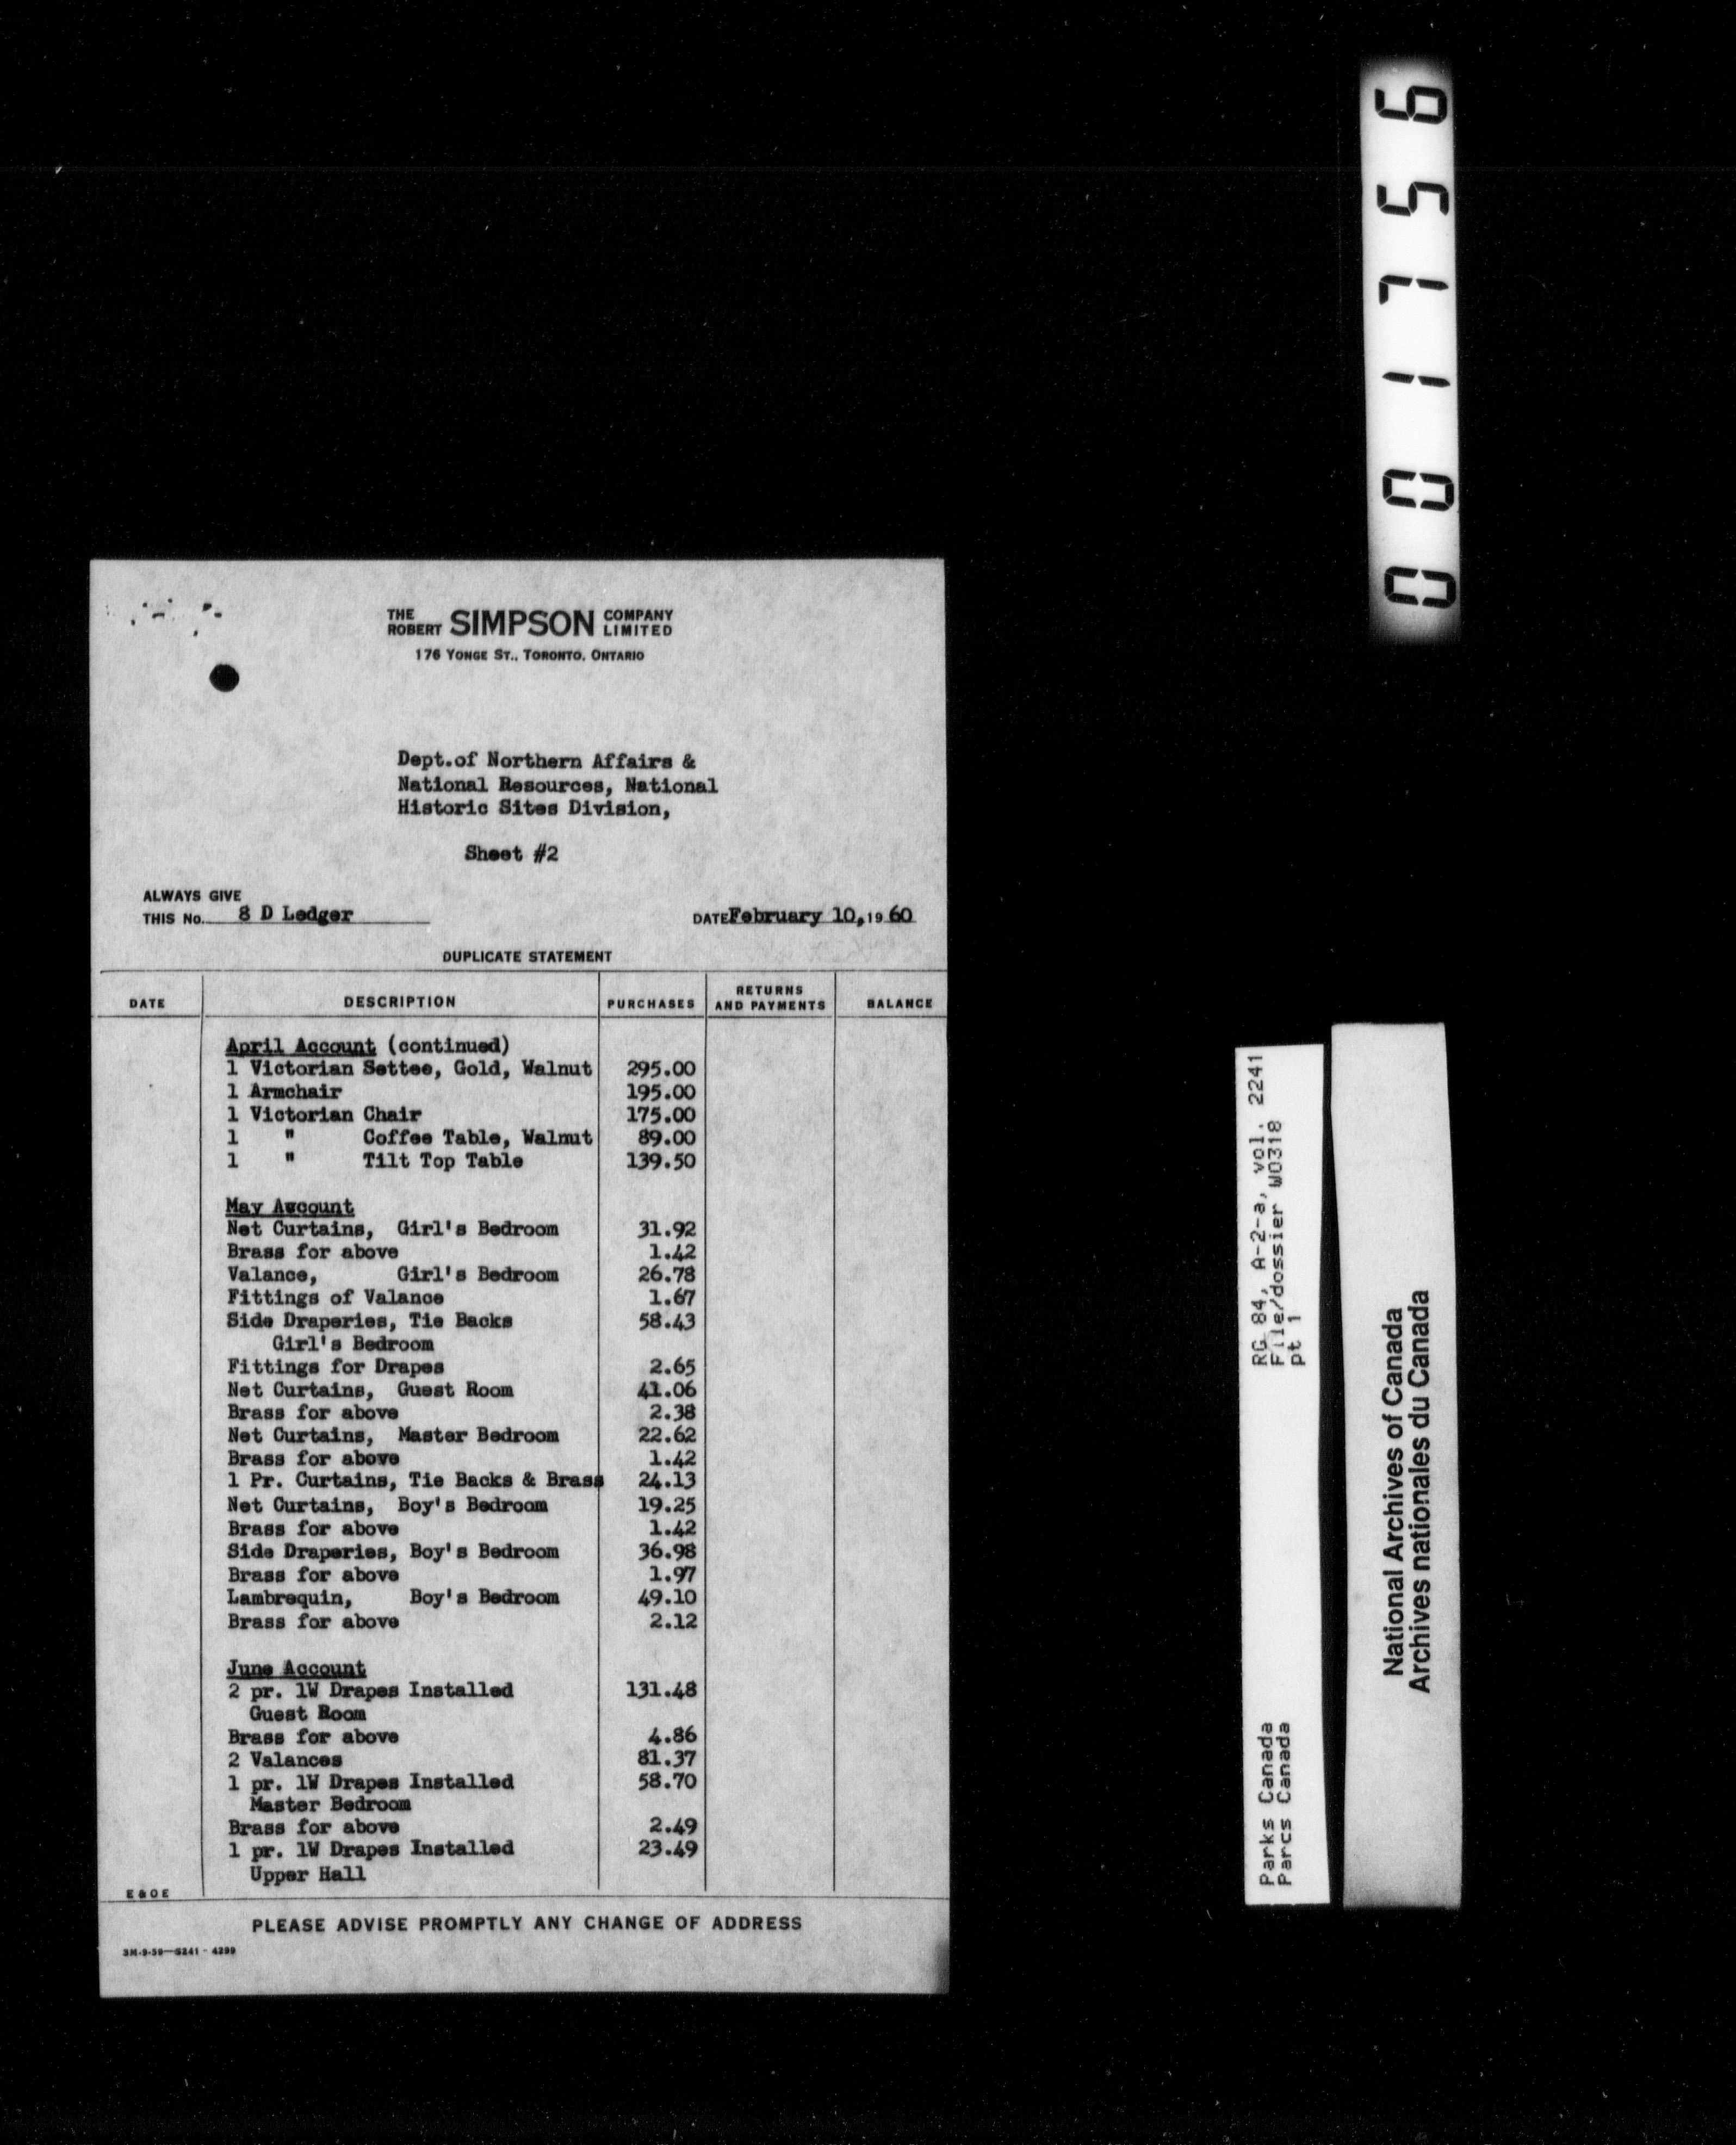 THE ROBERT SIMPSON COMPANY LIMITED
176 YONGE ST., TORONTO, ONTARIO
Dept.of Northern Affairs &
National Resources, National
Historic Sites Division,
Sheet #2
ALWAYS GIVE
THIS No. 8 D Ledger
DATE February 10, 19 60
DUPLICATE STATEMENT
DATE DESCRIPTION PURCHASES RETURNS AND PAYMENTS BALANCE
April Account (continued)
1 Victorian Settee, Gold, Walnut 295.00
1 Armchair 195.00
1 Victorian Chair 175.00
1 " Coffee Table, Walnut 89.00
1 " Tilt Top Table 139.50
May Account
Net Curtains, Girl's Bedroom 31.92
Brass for above 1.42
Valance, Girl's Bedroom 26.78
Fittings of Valance 1.67
Side Draperies, Tie Backs 58.43
Girl's Bedroom
Fittings for Drapes 2.65
Net Curtains, Guest Room 41.06
Brass for above 2.38
Net Curtains, Master Bedroom 22.62
Brass for above 1.42
1 Pr. Curtains, Tie Backs & Brass 24.13
Net Curtains, Boy's Bedroom 19.25
Brass for above 1.42
Side Draperies, Boy's Bedroom 36.98
Brass for above 1.97
Lambrequin, Boy's Bedroom 49.10
Brass for above 2.12
June Account
2 pr. 1W Drapes Installed 131.48
Guest Room
Brass for above 4.86
2 Valances 81.37
1 pr. 1W Drapes Installed 58.70
Master Bedroom
Brass for above 2.49
1 pr. 1W Drapes Installed 23.49
Upper Hall
E & O E
PLEASE ADVISE PROMPTLY ANY CHANGE OF ADDRESS
3M-9-59—S241 - 4299
001756
RG 84, A-2-a, vol. 2241
File/dossier W0318
pt 1
Parks Canada
Parcs Canada
National Archives of Canada
Archives nationales du Canada